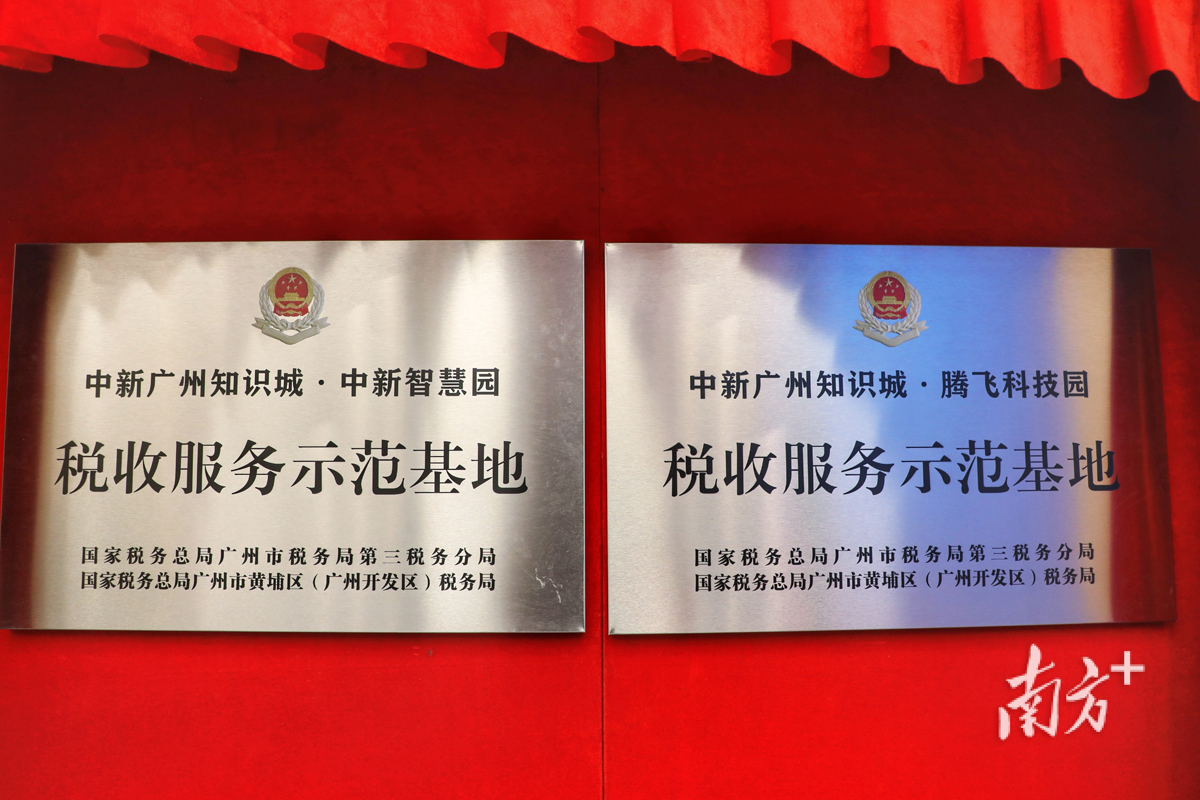 中新广州知识城·中新智慧园
税收服务示范基地
国家税务总局广州市税务局第三税务分局
国家税务总局广州市黄埔区（广州开发区）税务局
中新广州知识城·腾飞科技园
税收服务示范基地
国家税务总局广州市税务局第三税务分局
国家税务总局广州市黄埔区（广州开发区）税务局
南方+